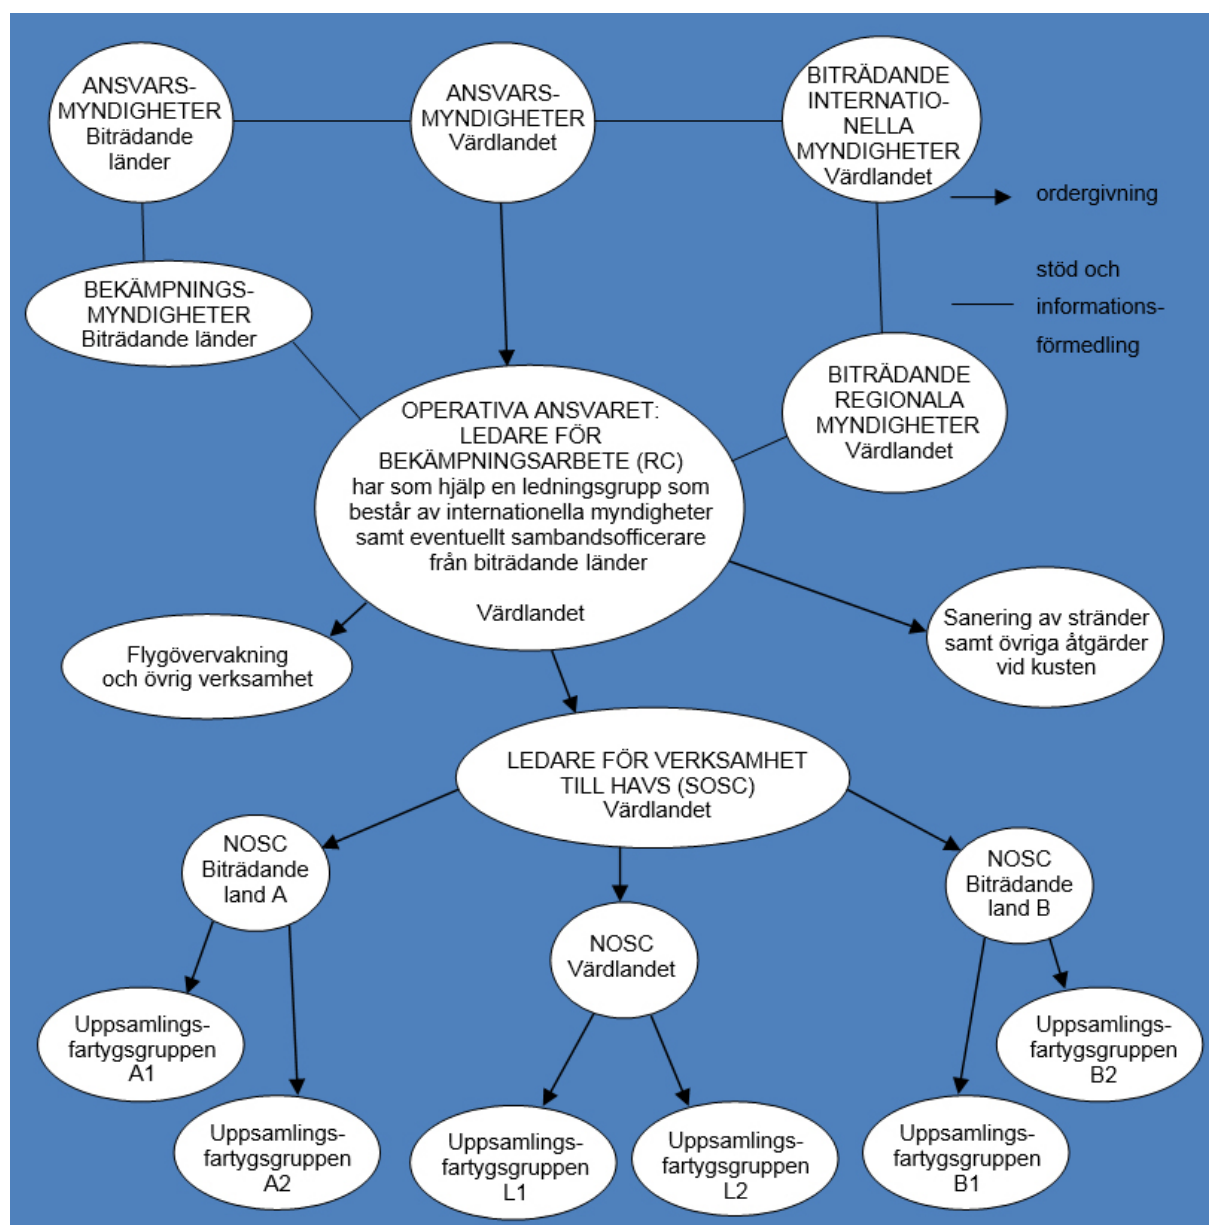 ANSVARS-
MYNDIGHETER
Biträdande
länder
ANSVARS-
MYNDIGHETER
Värdlandet
BITRÄDANDE
INTERNATIO-
NELLA
MYNDIGHETER
Värdlandet
ordergivning
stöd och
informations-
förmedling
BEKÄMPNINGS-
MYNDIGHETER
Biträdande länder
BITRÄDANDE
REGIONALA
MYNDIGHETER
Värdlandet
OPERATIVA ANSVARET:
LEDARE FÖR
BEKÄMPNINGSARBETE (RC)
har som hjälp en ledningsgrupp som
består av internationella myndigheter
samt eventuellt sambandsofficerare
från biträdande länder
Värdlandet
Flygövervakning
och övrig verksamhet
Sanering av stränder
samt övriga åtgärder
vid kusten
LEDARE FÖR VERKSAMHET
TILL HAVS (SOSC)
Värdlandet
NOSC
Biträdande
land A
NOSC
Värdlandet
NOSC
Biträdande
land B
Uppsamlings-
fartygsgruppen
A1
Uppsamlings-
fartygsgruppen
A2
Uppsamlings-
fartygsgruppen
L1
Uppsamlings-
fartygsgruppen
L2
Uppsamlings-
fartygsgruppen
B1
Uppsamlings-
fartygsgruppen
B2